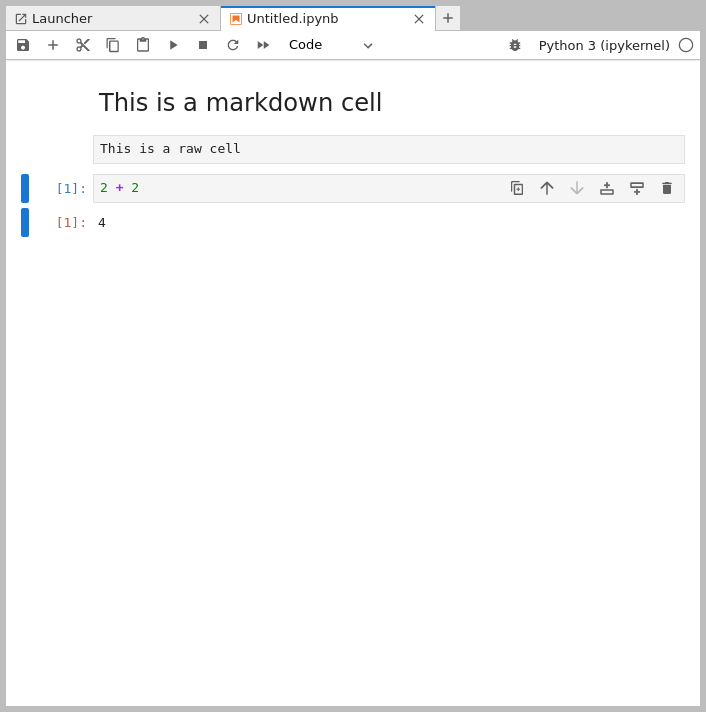 Launcher
Untitled.ipynb
Code
Python 3 (ipykernel)
This is a markdown cell
This is a raw cell
[1]: 2 + 2
[1]: 4